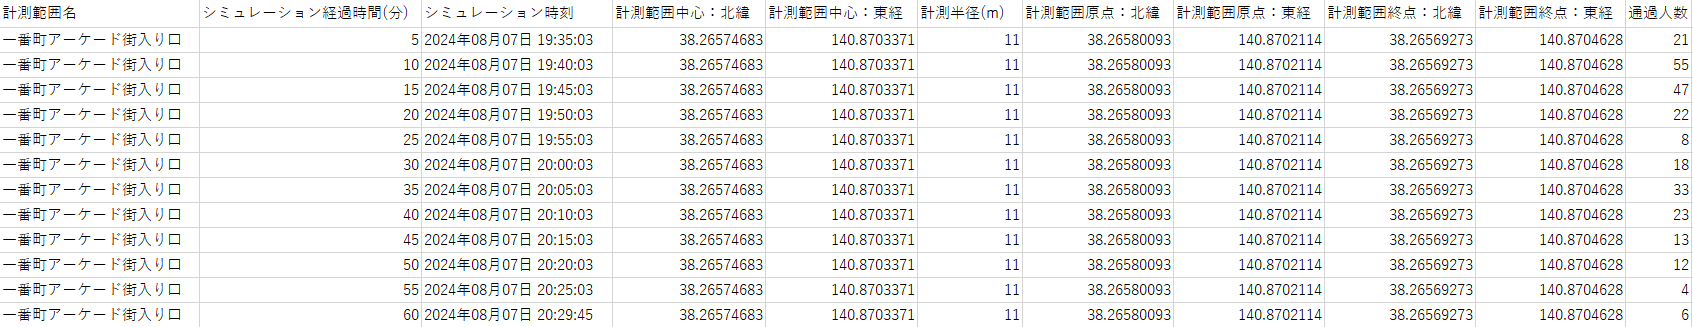 計測範囲名 シミュレーション経過時間(分) シミュレーション時刻 計測範囲中心：北緯 計測範囲中心：東経 計測半径(m) 計測範囲原点：北緯 計測範囲原点：東経 計測範囲終点：北緯 計測範囲終点：東経 通過人数
一番町アーケード街入り口 5 2024年08月07日 19:35:03 38.26574683 140.8703371 11 38.26580093 140.8702114 38.26569273 140.8704628 21
一番町アーケード街入り口 10 2024年08月07日 19:40:03 38.26574683 140.8703371 11 38.26580093 140.8702114 38.26569273 140.8704628 55
一番町アーケード街入り口 15 2024年08月07日 19:45:03 38.26574683 140.8703371 11 38.26580093 140.8702114 38.26569273 140.8704628 47
一番町アーケード街入り口 20 2024年08月07日 19:50:03 38.26574683 140.8703371 11 38.26580093 140.8702114 38.26569273 140.8704628 22
一番町アーケード街入り口 25 2024年08月07日 19:55:03 38.26574683 140.8703371 11 38.26580093 140.8702114 38.26569273 140.8704628 8
一番町アーケード街入り口 30 2024年08月07日 20:00:03 38.26574683 140.8703371 11 38.26580093 140.8702114 38.26569273 140.8704628 18
一番町アーケード街入り口 35 2024年08月07日 20:05:03 38.26574683 140.8703371 11 38.26580093 140.8702114 38.26569273 140.8704628 33
一番町アーケード街入り口 40 2024年08月07日 20:10:03 38.26574683 140.8703371 11 38.26580093 140.8702114 38.26569273 140.8704628 23
一番町アーケード街入り口 45 2024年08月07日 20:15:03 38.26574683 140.8703371 11 38.26580093 140.8702114 38.26569273 140.8704628 13
一番町アーケード街入り口 50 2024年08月07日 20:20:03 38.26574683 140.8703371 11 38.26580093 140.8702114 38.26569273 140.8704628 12
一番町アーケード街入り口 55 2024年08月07日 20:25:03 38.26574683 140.8703371 11 38.26580093 140.8702114 38.26569273 140.8704628 4
一番町アーケード街入り口 60 2024年08月07日 20:29:45 38.26574683 140.8703371 11 38.26580093 140.8702114 38.26569273 140.8704628 6